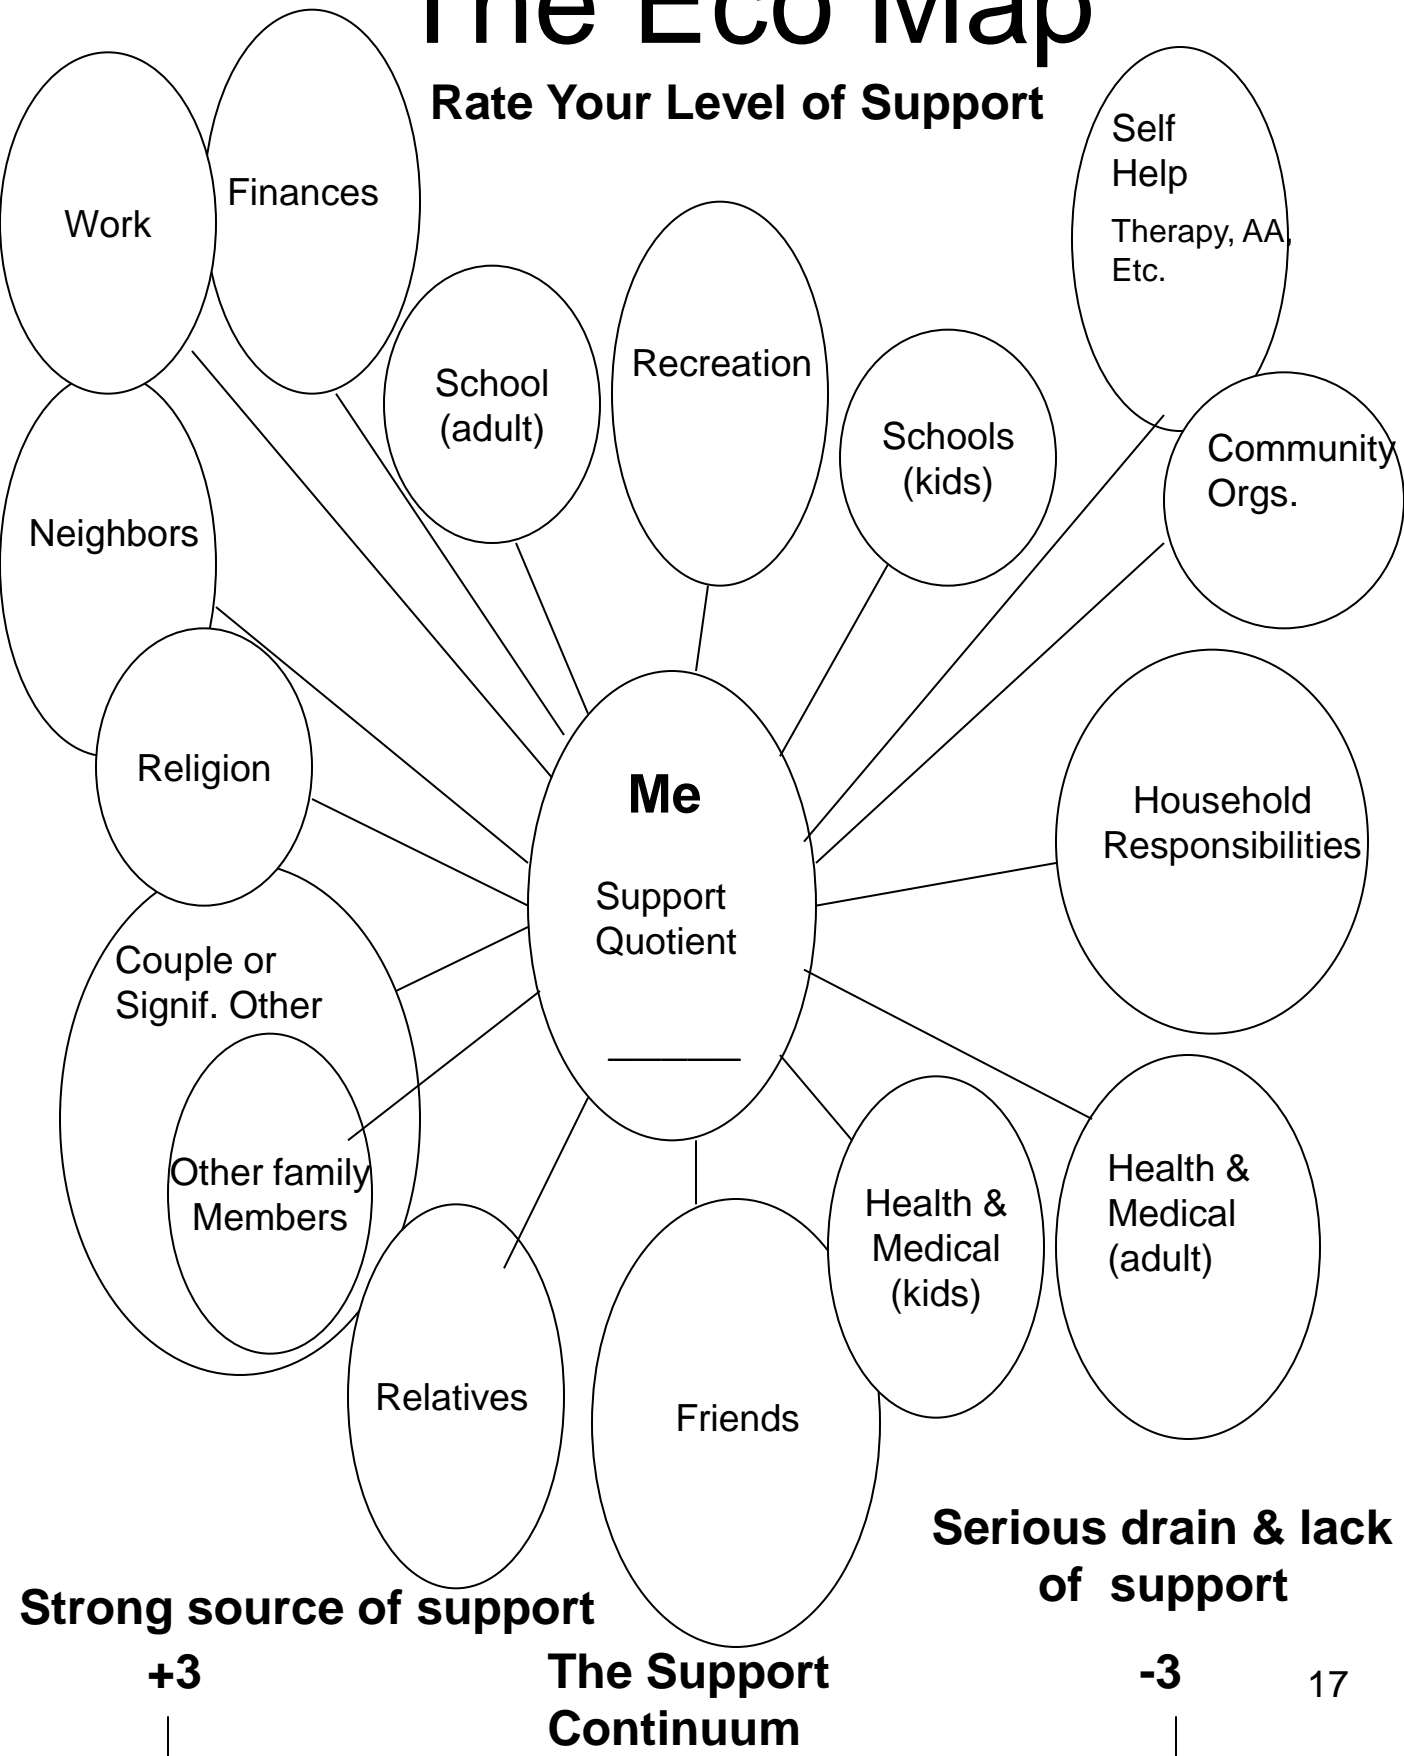 The Eco Map
Rate Your Level of Support
Self
Help
Therapy, AA,
Etc.
Finances
Work
Recreation
School
(adult)
Schools
(kids)
Community
Orgs.
Neighbors
Religion
Me
Household
Responsibilities
Support
Quotient
Couple or
Signif. Other
Other family
Members
Health &
Medical
(adult)
Health &
Medical
(kids)
Relatives
Friends
Serious drain & lack
of support
Strong source of support
+3
The Support
Continuum
-3
17